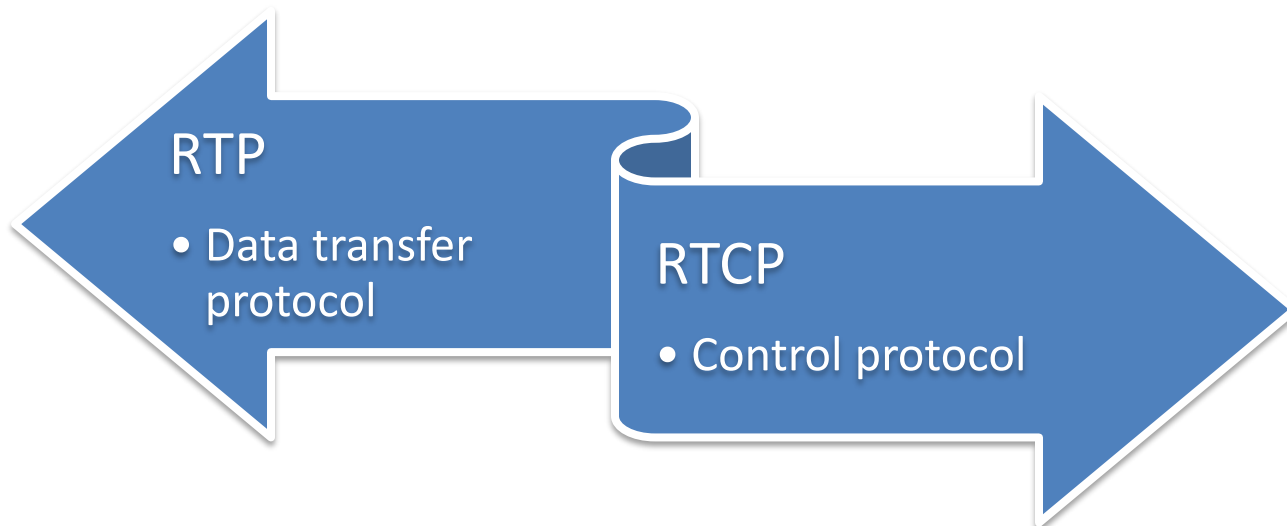 RTP
• Data transfer
protocol
RTCP
• Control protocol